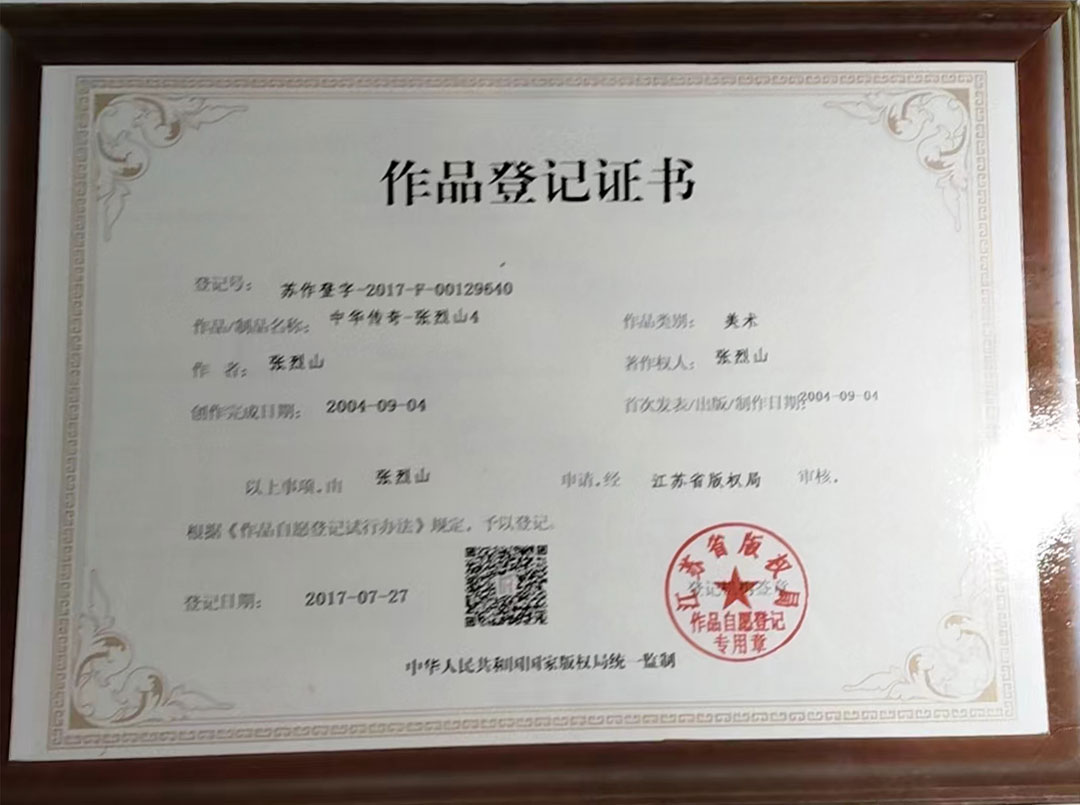 作品登记证书
登记号： 苏作登字-2017-F-00129640
作品/制品名称： 中华传奇-张烈山4 作品类别： 美术
作 者： 张烈山 著作权人： 张烈山
创作完成日期： 2004-09-04 首次发表/出版/制作日期：2004-09-04
以上事项，由 张烈山 申请，经 江苏省版权局 审核，
根据《作品自愿登记试行办法》规定，予以登记。
登记日期： 2017-07-27
登记机构签章
江苏省版权局
作品自愿登记
专用章
中华人民共和国国家版权局统一监制